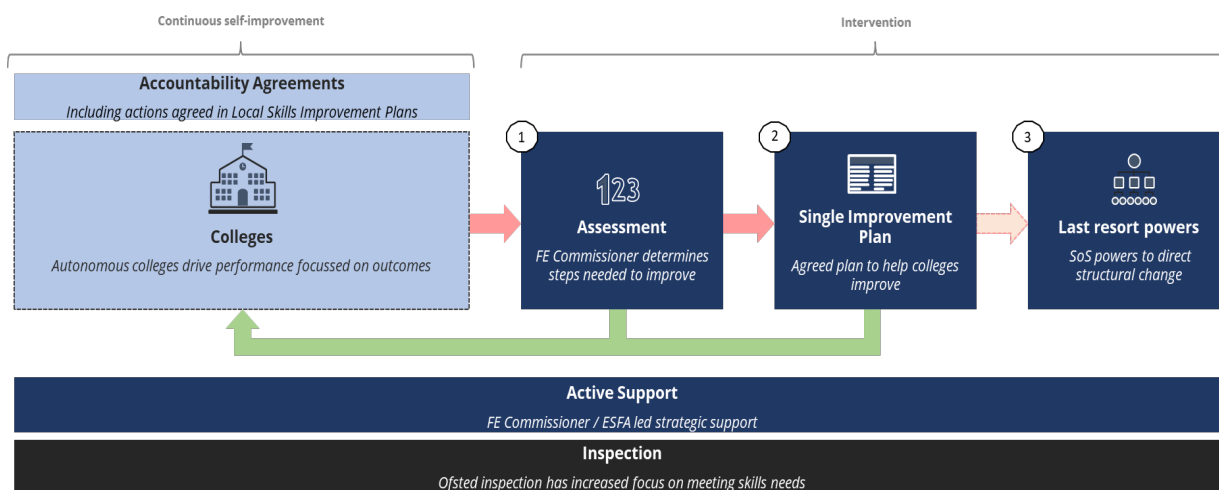 Continuous self-improvement
Intervention
Accountability Agreements
Including actions agreed in Local Skills Improvement Plans
Colleges
Autonomous colleges drive performance focussed on outcomes
1
123
Assessment
FE Commissioner determines
steps needed to improve
2
Single Improvement
Plan
Agreed plan to help colleges
improve
3
Last resort powers
SoS powers to direct
structural change
Active Support
FE Commissioner / ESFA led strategic support
Inspection
Ofsted inspection has increased focus on meeting skills needs